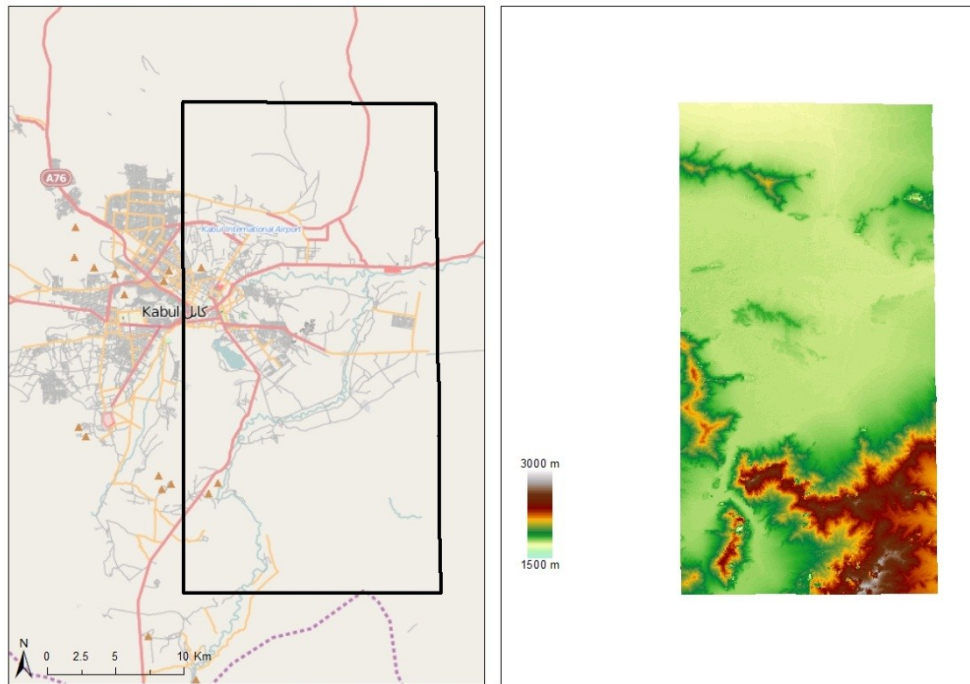 A76
Kabul International Airport
Kabul کابل
N
0 2.5 5 10 Km
3000 m
1500 m